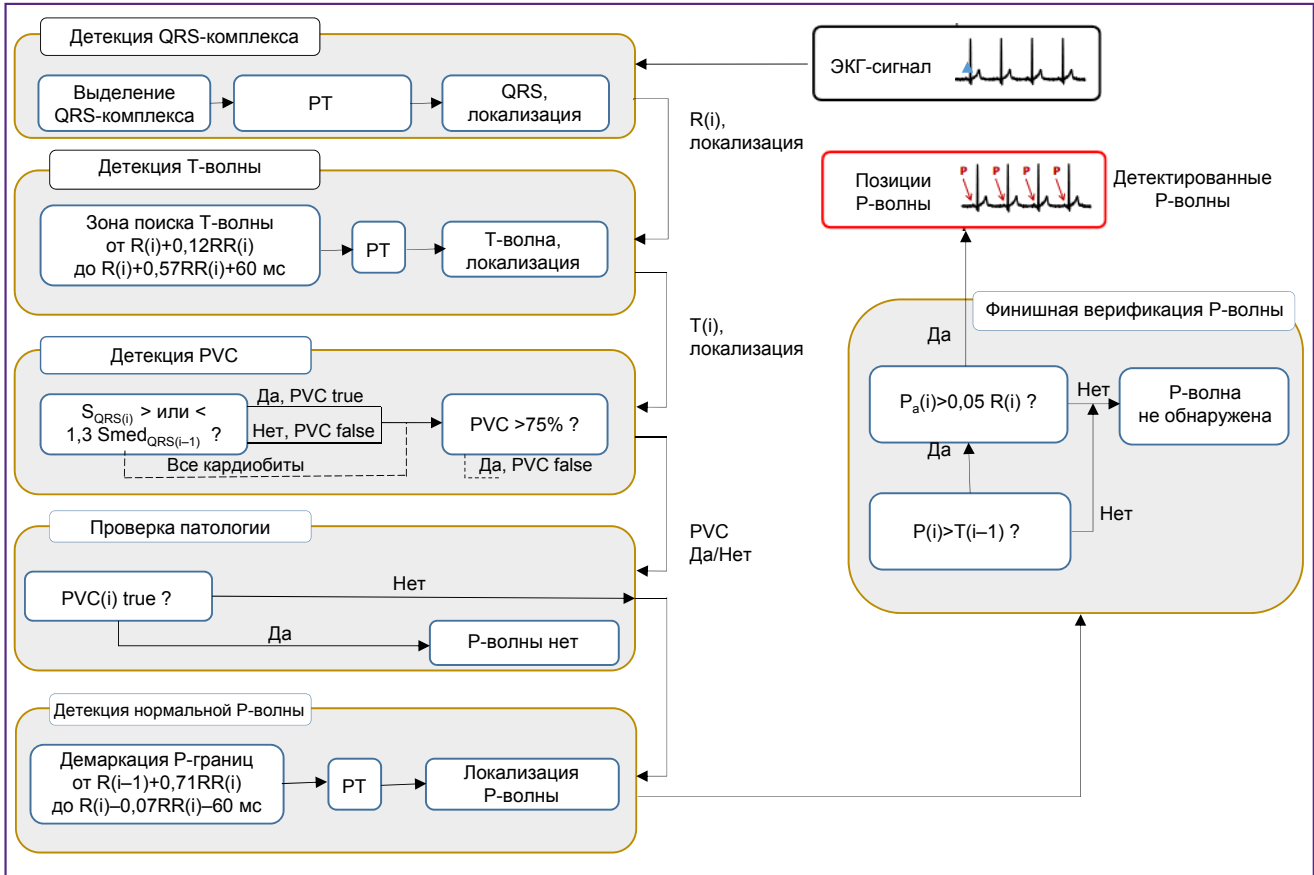 Детекция QRS-комплекса
Выделение
QRS-комплекса
PT
QRS,
локализация
ЭКГ-сигнал
R(i),
локализация
Детекция Т-волны
Зона поиска Т-волны
от R(i)+0,12RR(i)
до R(i)+0,57RR(i)+60 мс
PT
Т-волна,
локализация
Позиции
Р-волны
P P P P
Детектированные
Р-волны
T(i),
локализация
Детекция PVC
S_QRS(i) > или <
1,3 Smed_QRS(i–1) ?
Да, PVC true
Нет, PVC false
Все кардиобиты
PVC >75% ?
Да, PVC false
PVC
Да/Нет
Проверка патологии
PVC(i) true ?
Нет
Да
Р-волны нет
Детекция нормальной Р-волны
Демаркация Р-границ
от R(i–1)+0,71RR(i)
до R(i)–0,07RR(i)–60 мс
PT
Локализация
Р-волны
Финишная верификация Р-волны
Да
P_a(i)>0,05 R(i) ?
Нет
Р-волна
не обнаружена
Да
P(i)>T(i–1) ?
Нет